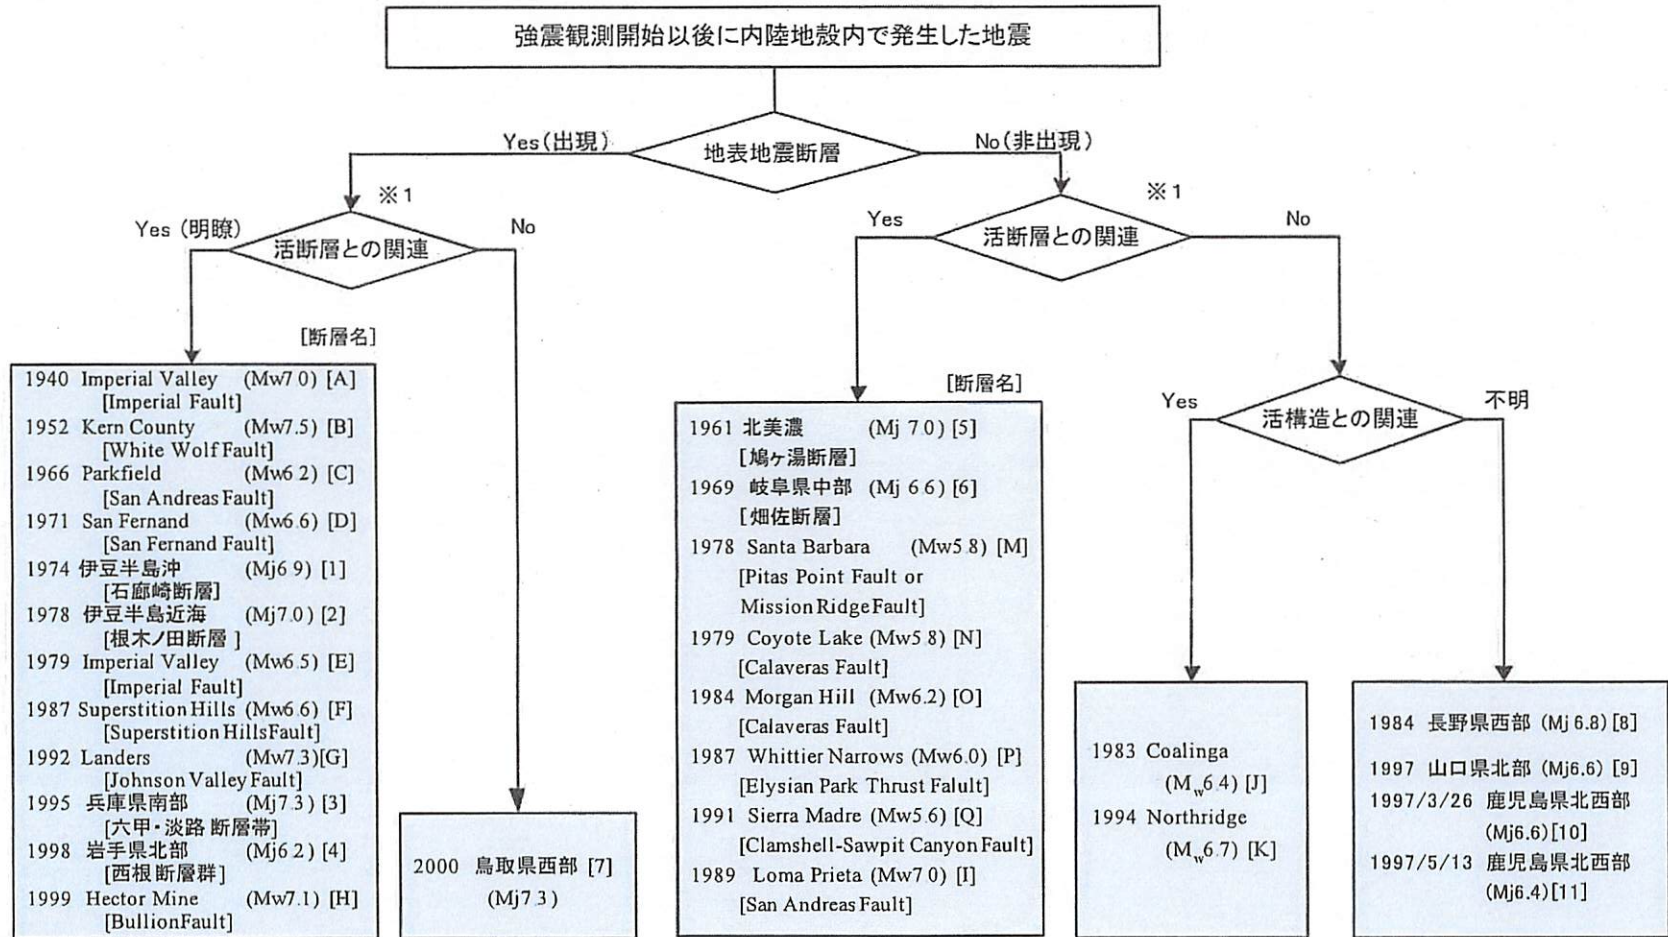 強震観測開始以後に内陸地殻内で発生した地震
Yes(出現)
地表地震断層
No(非出現)
※1
Yes (明瞭)
活断層との関連
No
※1
Yes
活断層との関連
No
[断層名]
1940 Imperial Valley (Mw7 0) [A]
[Imperial Fault]
1952 Kern County (Mw7.5) [B]
[White Wolf Fault]
1966 Parkfield (Mw6 2) [C]
[San Andreas Fault]
1971 San Fernand (Mw6.6) [D]
[San Fernand Fault]
1974 伊豆半島沖 (Mj6 9) [1]
[石廊崎断層]
1978 伊豆半島近海 (Mj7.0) [2]
[根木ノ田断層 ]
1979 Imperial Valley (Mw6.5) [E]
[Imperial Fault]
1987 Superstition Hills (Mw6.6) [F]
[Superstition HillsFault]
1992 Landers (Mw7.3)[G]
[Johnson Valley Fault]
1995 兵庫県南部 (Mj7.3) [3]
[六甲・淡路 断層帯]
1998 岩手県北部 (Mj6.2) [4]
[西根断層群]
1999 Hector Mine (Mw7.1) [H]
[BullionFault]
2000 鳥取県西部 [7]
(Mj7 3)
[断層名]
1961 北美濃 (Mj 7.0) [5]
[鳩ヶ湯断層]
1969 岐阜県中部 (Mj 6.6) [6]
[畑佐断層]
1978 Santa Barbara (Mw5 8) [M]
[Pitas Point Fault or
Mission Ridge Fault]
1979 Coyote Lake (Mw5 8) [N]
[Calaveras Fault]
1984 Morgan Hill (Mw6.2) [O]
[Calaveras Fault]
1987 Whittier Narrows (Mw6.0) [P]
[Elysian Park Thrust Falult]
1991 Sierra Madre (Mw5 6) [Q]
[Clamshell-Sawpit Canyon Fault]
1989 Loma Prieta (Mw7 0) [I]
[San Andreas Fault]
Yes
活構造との関連
不明
1983 Coalinga
(Mw6.4) [J]
1994 Northridge
(Mw6.7) [K]
1984 長野県西部 (Mj 6.8) [8]
1997 山口県北部 (Mj6.6) [9]
1997/3/26 鹿児島県北西部
(Mj6.6)[10]
1997/5/13 鹿児島県北西部
(Mj6.4)[11]